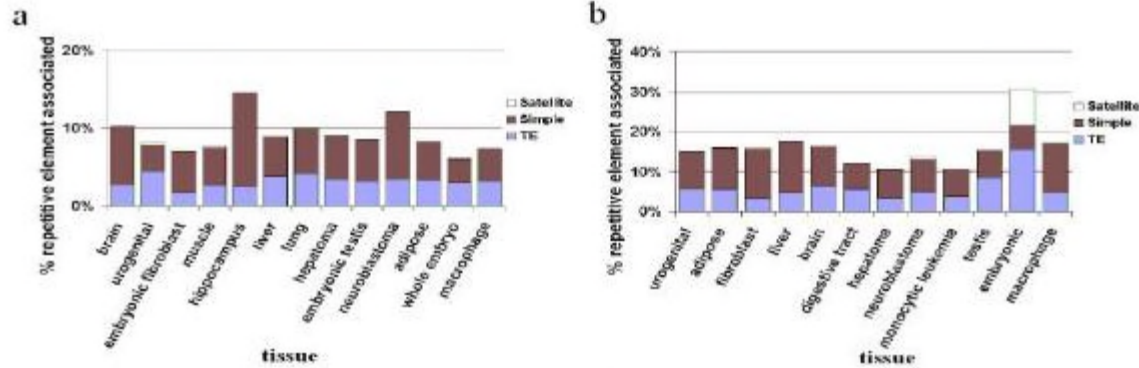 a
20%
10%
0%
% repetitive element associated
Satellite
Simple
TE
brain
urogenital
embryonic fibroblast
muscle
hippocampus
liver
lung
hepatoma
embryonic testis
neuroblastoma
adipose
whole embryo
macrophage
tissue
b
40%
30%
20%
10%
0%
% repetitive element associated
Satellite
Simple
TE
urogenital
adipose
fibroblast
liver
brain
digestive tract
hepatoma
neuroblastoma
monocytic leukemia
testis
embryonic
macrophage
tissue